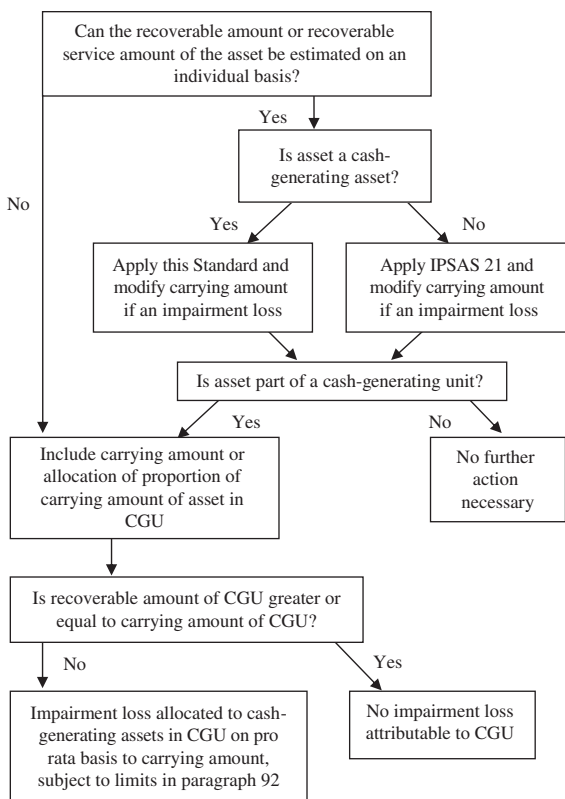 Can the recoverable amount or recoverable
service amount of the asset be estimated on an
individual basis?
Yes
Is asset a cash-
generating asset?
No
Yes
No
Apply this Standard and
modify carrying amount
if an impairment loss
Apply IPSAS 21 and
modify carrying amount
if an impairment loss
Is asset part of a cash-generating unit?
Yes
No
Include carrying amount or
allocation of proportion of
carrying amount of asset in
CGU
No further
action
necessary
Is recoverable amount of CGU greater or
equal to carrying amount of CGU?
No
Yes
Impairment loss allocated to cash-
generating assets in CGU on pro
rata basis to carrying amount,
subject to limits in paragraph 92
No impairment loss
attributable to CGU